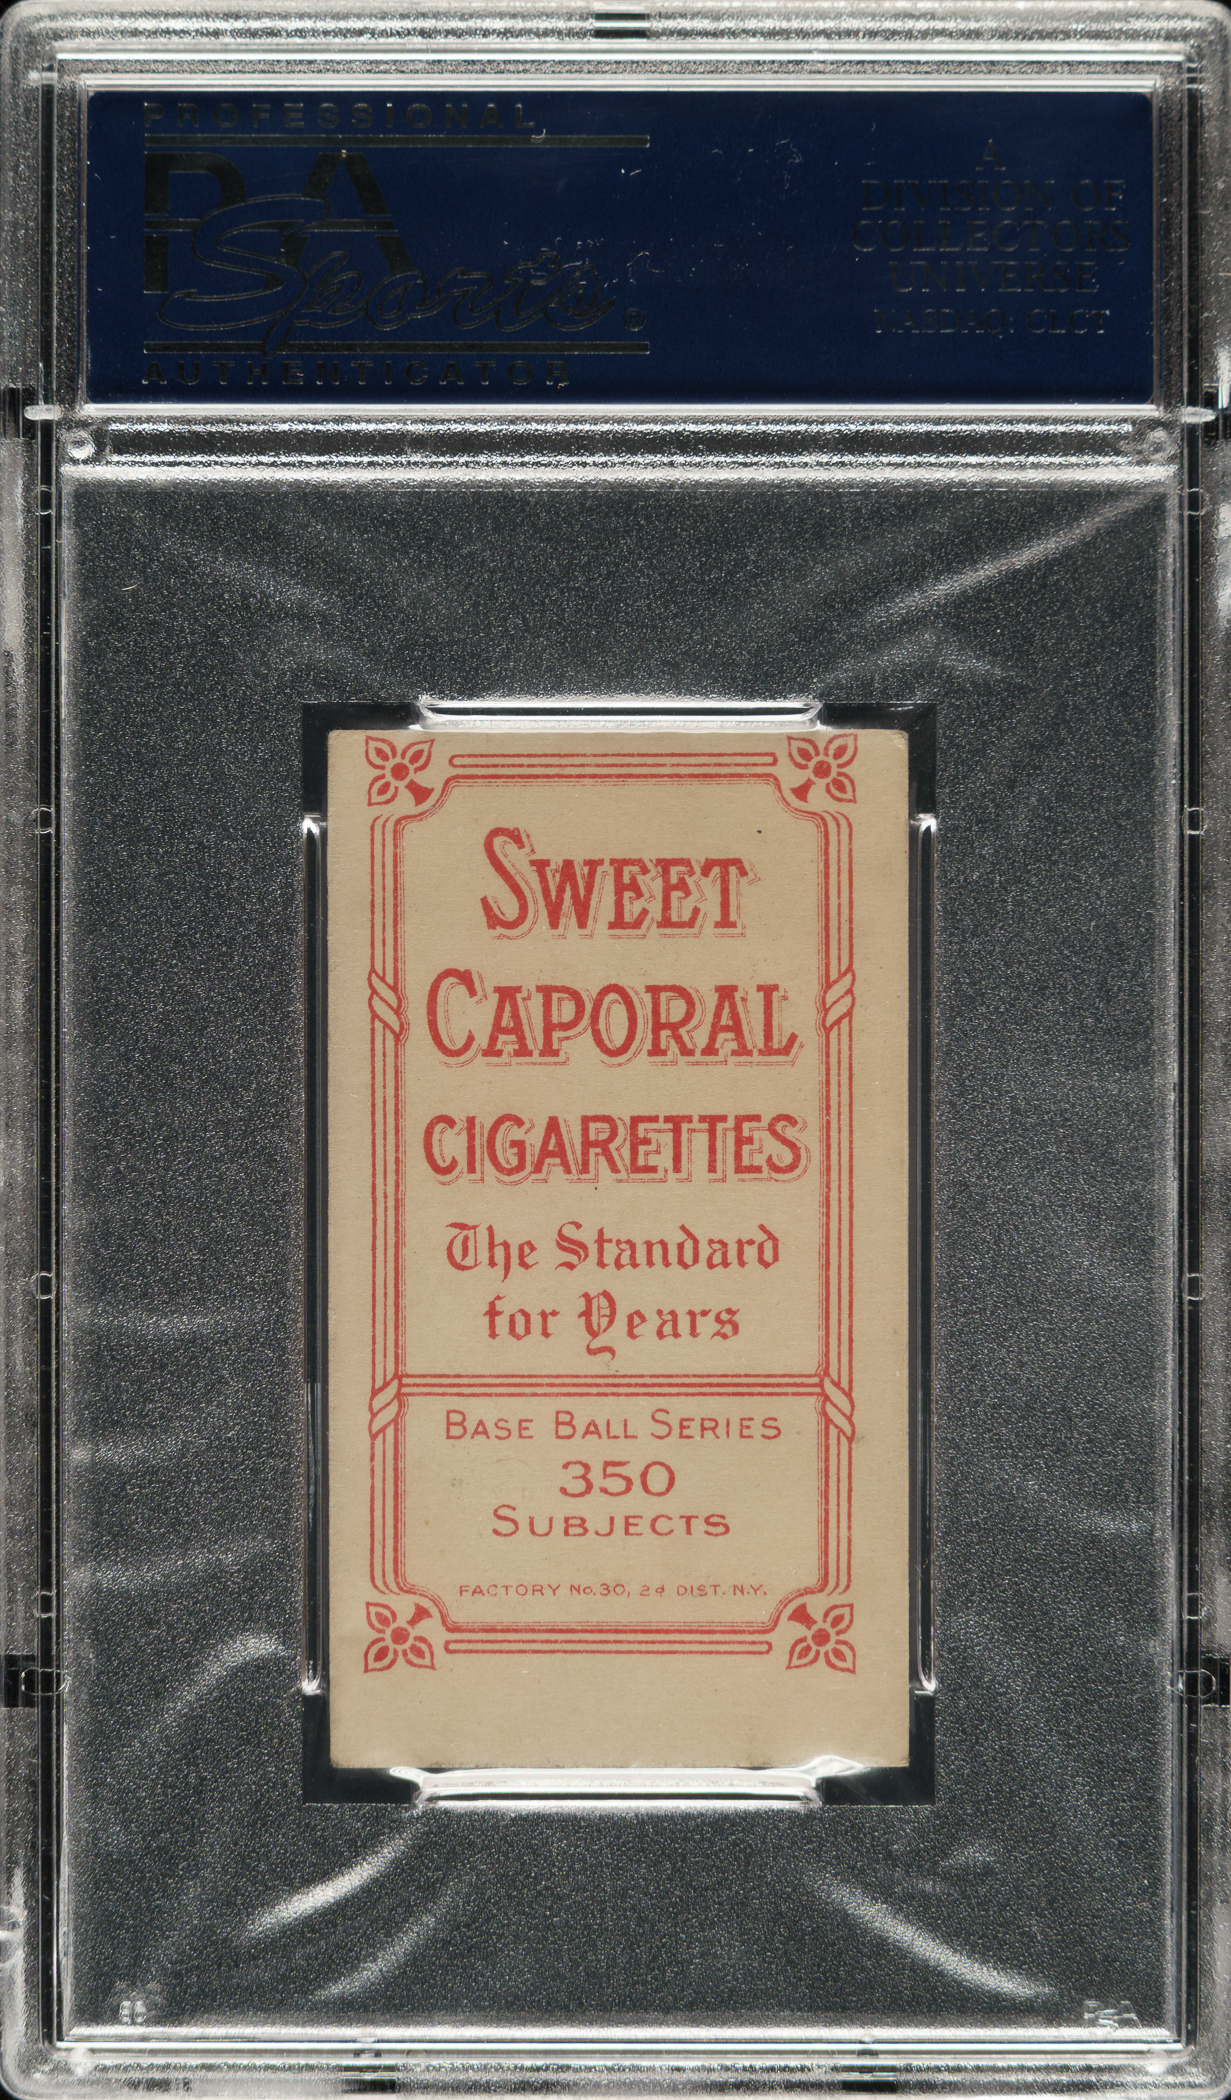 PROFESSIONAL
PSA
Sports®
AUTHENTICATOR
A
DIVISION OF
COLLECTORS
UNIVERSE
NASDAQ: CLCT
SWEET
CAPORAL
CIGARETTES
The Standard
for Years
BASE BALL SERIES
350
SUBJECTS
FACTORY No. 30, 2d DIST. N.Y.
PSA